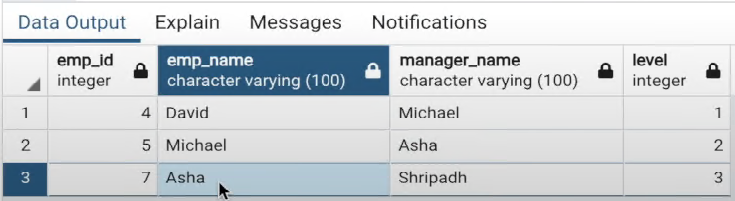 Data Output Explain Messages Notifications
emp_id emp_name manager_name level
integer character varying (100) character varying (100) integer
1 4 David Michael 1
2 5 Michael Asha 2
3 7 Asha Shripadh 3